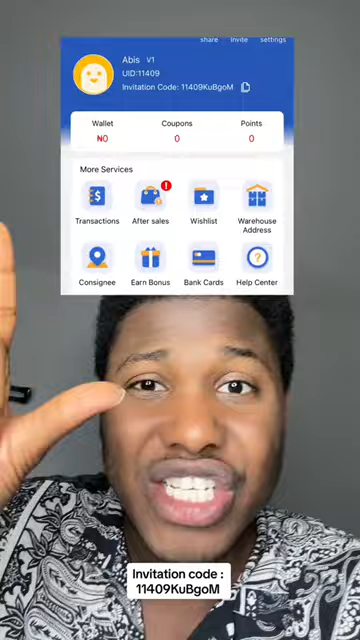 share Invite settings
Abis V1
UID:11409
Invitation Code: 11409KuBgoM
Wallet Coupons Points
₦0 0 0
More Services
Transactions After sales Wishlist Warehouse Address
Consignee Earn Bonus Bank Cards Help Center
Invitation code :
11409KuBgoM